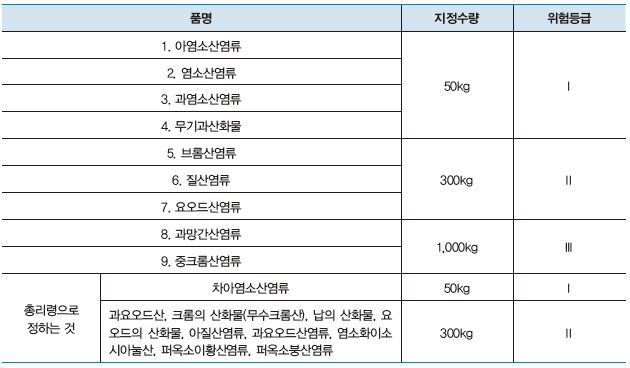 품명 지정수량 위험등급
1. 아염소산염류
2. 염소산염류
3. 과염소산염류
4. 무기과산화물
50kg Ⅰ
5. 브롬산염류
6. 질산염류
7. 요오드산염류
300kg Ⅱ
8. 과망간산염류
9. 중크롬산염류
1,000kg Ⅲ
총리령으로
정하는 것
차아염소산염류 50kg Ⅰ
과요오드산, 크롬의 산화물(무수크롬산), 납의 산화물, 요
오드의 산화물, 아질산염류, 과요오드산염류, 염소화이소
시아눌산, 퍼옥소이황산염류, 퍼옥소붕산염류
300kg Ⅱ